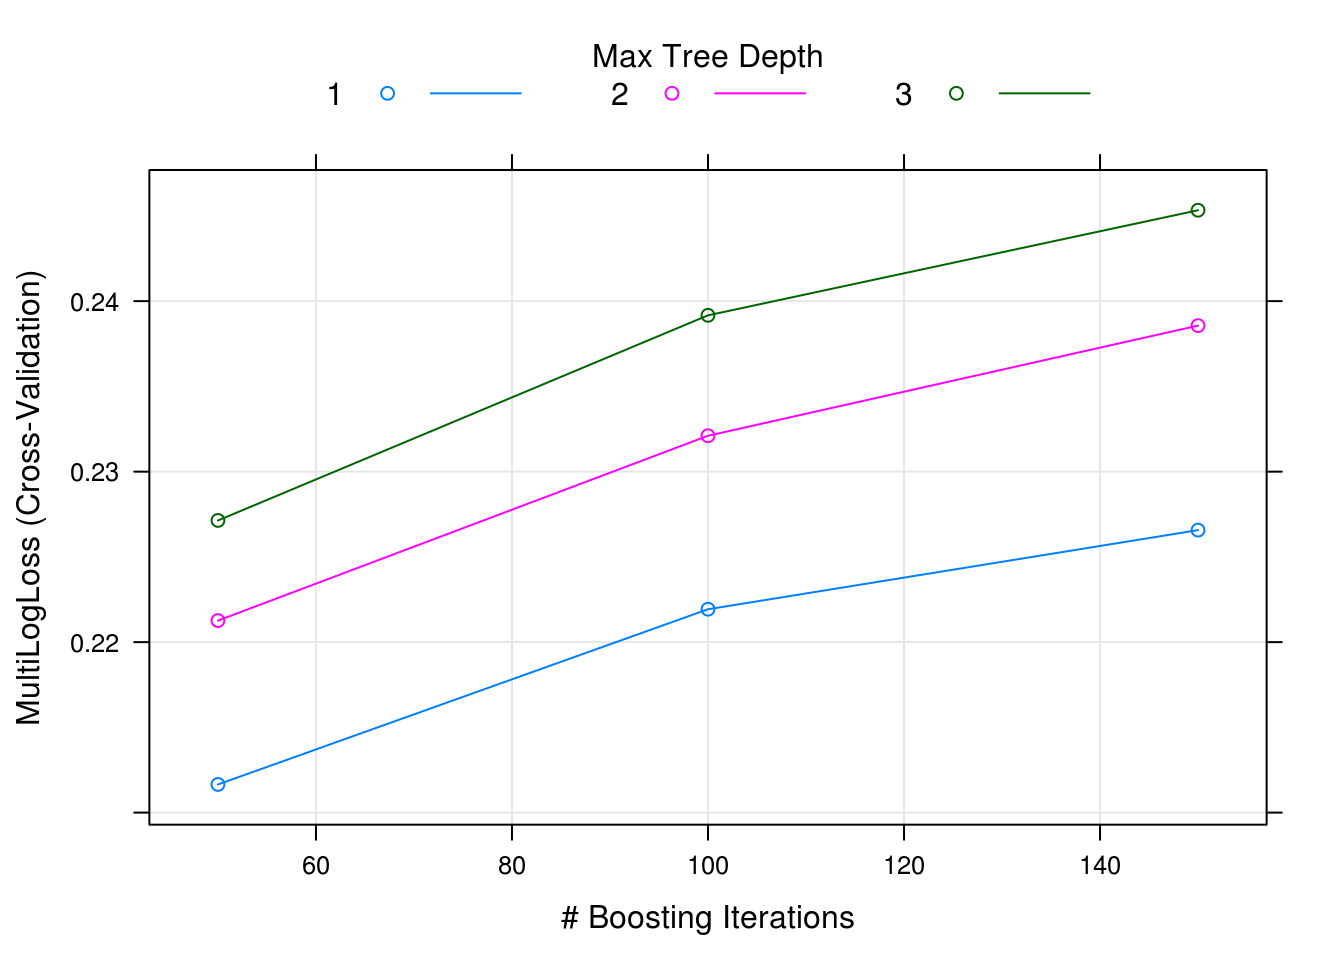 Max Tree Depth
1 2 3
MultiLogLoss (Cross-Validation)
0.24
0.23
0.22
60 80 100 120 140
# Boosting Iterations